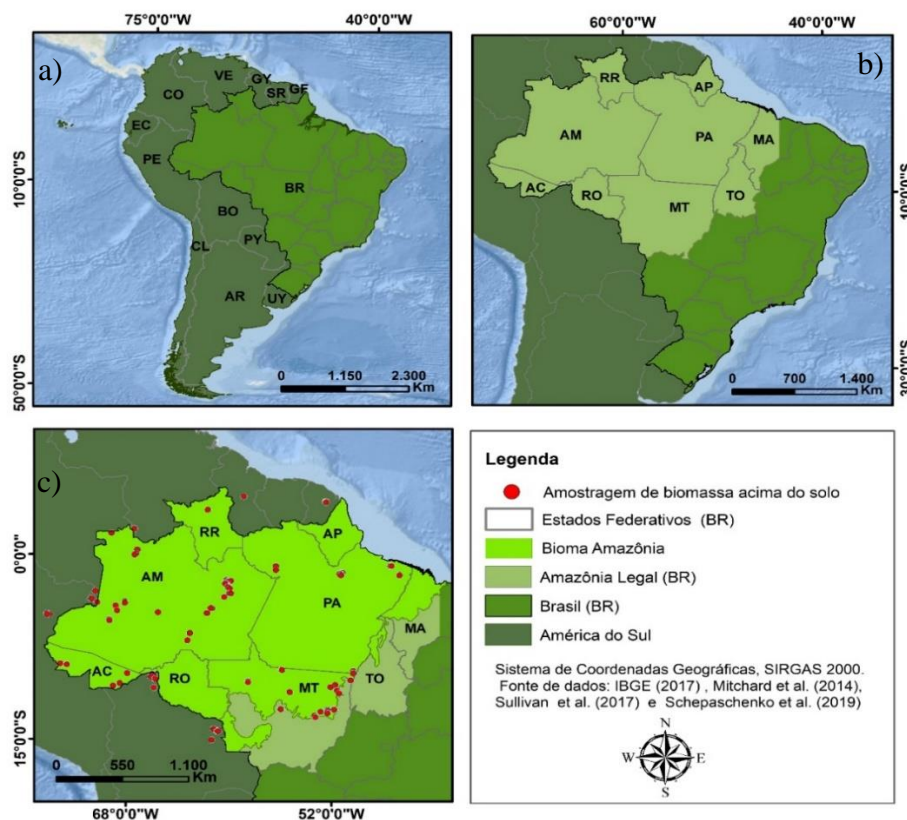 75°0'0"W 40°0'0"W
a)
VE
GY
SR
GF
CO
EC
PE
BR
BO
PY
CL
AR
UY
10°0'0"S
50°0'0"S
0 1.150 2.300
Km
60°0'0"W 40°0'0"W
b)
RR
AP
AM
PA
MA
AC
RO
MT
TO
10°0'0"S
30°0'0"S
0 700 1.400
Km
c)
RR
AP
AM
PA
MA
AC
RO
MT
TO
0°0'0"
15°0'0"S
0 550 1.100
Km
68°0'0"W 52°0'0"W
Legenda
Amostragem de biomassa acima do solo
Estados Federativos (BR)
Bioma Amazônia
Amazônia Legal (BR)
Brasil (BR)
América do Sul
Sistema de Coordenadas Geográficas, SIRGAS 2000.
Fonte de dados: IBGE (2017) , Mitchard et al. (2014),
Sullivan et al. (2017) e Schepaschenko et al. (2019)
N
W E
S